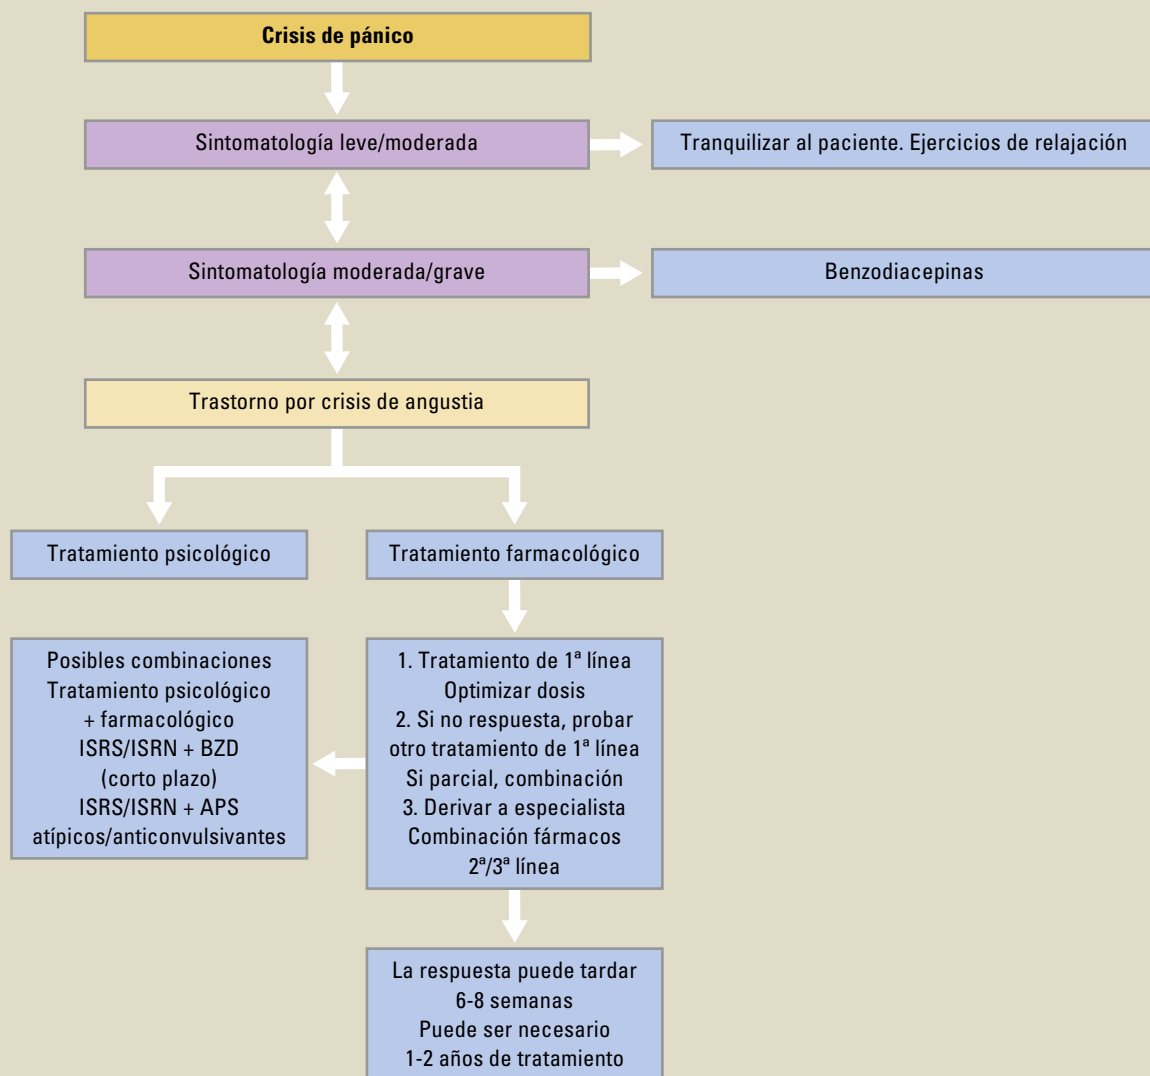 Crisis de pánico
Sintomatología leve/moderada
Tranquilizar al paciente. Ejercicios de relajación
Sintomatología moderada/grave
Benzodiacepinas
Trastorno por crisis de angustia
Tratamiento psicológico
Tratamiento farmacológico
Posibles combinaciones
Tratamiento psicológico
+ farmacológico
ISRS/ISRN + BZD
(corto plazo)
ISRS/ISRN + APS
atípicos/anticonvulsivantes
1. Tratamiento de 1ª línea
Optimizar dosis
2. Si no respuesta, probar
otro tratamiento de 1ª línea
Si parcial, combinación
3. Derivar a especialista
Combinación fármacos
2ª/3ª línea
La respuesta puede tardar
6-8 semanas
Puede ser necesario
1-2 años de tratamiento